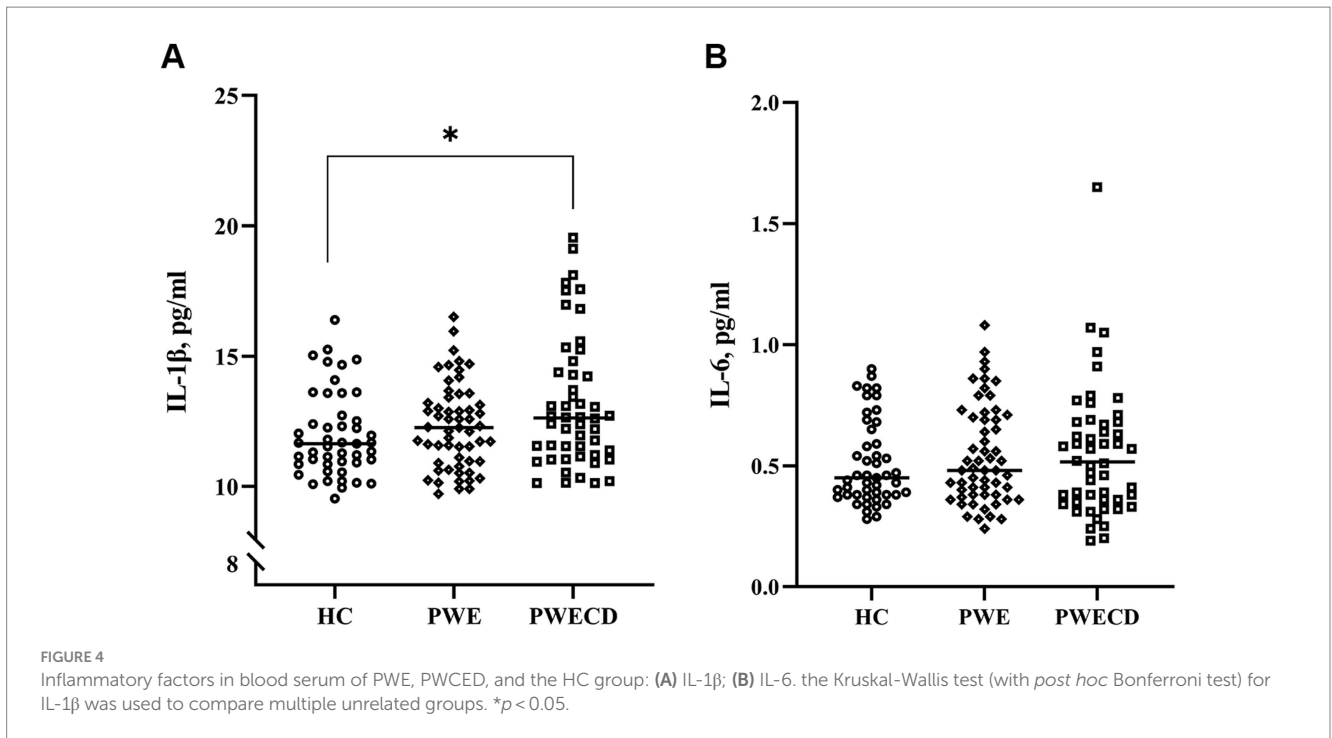 A
B
25
20
15
10
8
IL-1β, pg/ml
*
HC
PWE
PWECD
2.0
1.5
1.0
0.5
0.0
IL-6, pg/ml
HC
PWE
PWECD
FIGURE 4
Inflammatory factors in blood serum of PWE, PWCED, and the HC group: (A) IL-1β; (B) IL-6. the Kruskal-Wallis test (with post hoc Bonferroni test) for
IL-1β was used to compare multiple unrelated groups. *p < 0.05.